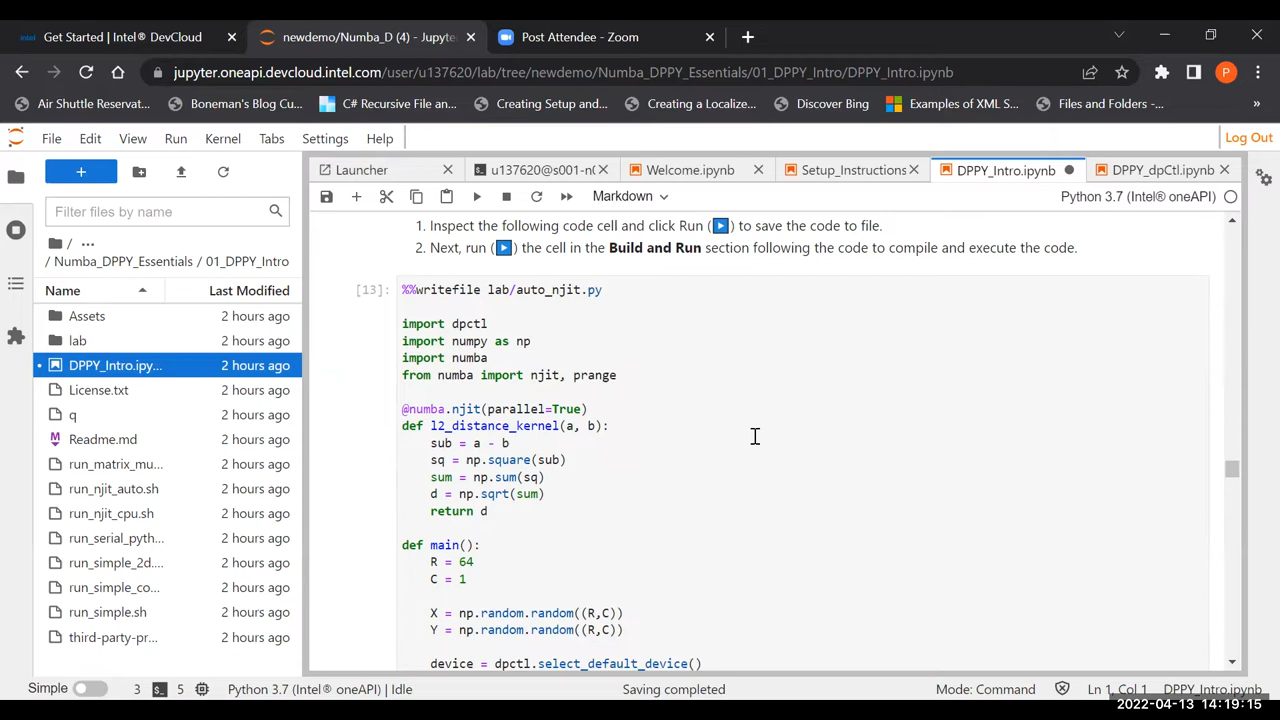 Get Started | Intel® DevCloud
newdemo/Numba_D (4) - Jupyte
Post Attendee - Zoom
jupyter.oneapi.devcloud.intel.com/user/u137620/lab/tree/newdemo/Numba_DPPY_Essentials/01_DPPY_Intro/DPPY_Intro.ipynb
P
Air Shuttle Reservat...
Boneman's Blog Cu...
C# Recursive File an...
Creating Setup and...
Creating a Localize...
Discover Bing
Examples of XML S...
Files and Folders -...
»
File Edit View Run Kernel Tabs Settings Help
Log Out
Launcher
u137620@s001-n(
Welcome.ipynb
Setup_Instructions
DPPY_Intro.ipynb
DPPY_dpCtl.ipynb
Markdown
Python 3.7 (Intel® oneAPI)
Filter files by name
/ ...
/ Numba_DPPY_Essentials / 01_DPPY_Intro
Name Last Modified
Assets 2 hours ago
lab 2 hours ago
DPPY_Intro.ipy... 2 hours ago
License.txt 2 hours ago
q 2 hours ago
Readme.md 2 hours ago
run_matrix_mu... 2 hours ago
run_njit_auto.sh 2 hours ago
run_njit_cpu.sh 2 hours ago
run_serial_pyth... 2 hours ago
run_simple_2d... 2 hours ago
run_simple_co... 2 hours ago
run_simple.sh 2 hours ago
third-party-pr... 2 hours ago
1. Inspect the following code cell and click Run ( ) to save the code to file.
2. Next, run ( ) the cell in the Build and Run section following the code to compile and execute the code.
[13]:
%%writefile lab/auto_njit.py
import dpctl
import numpy as np
import numba
from numba import njit, prange
@numba.njit(parallel=True)
def l2_distance_kernel(a, b):
sub = a - b
sq = np.square(sub)
sum = np.sum(sq)
d = np.sqrt(sum)
return d
def main():
R = 64
C = 1
X = np.random.random((R,C))
Y = np.random.random((R,C))
device = dpctl.select_default_device()
Simple 3 5 Python 3.7 (Intel® oneAPI) | Idle
Saving completed
Mode: Command
Ln 1, Col 1
DPPY_Intro.ipynb
2022-04-13 14:19:15